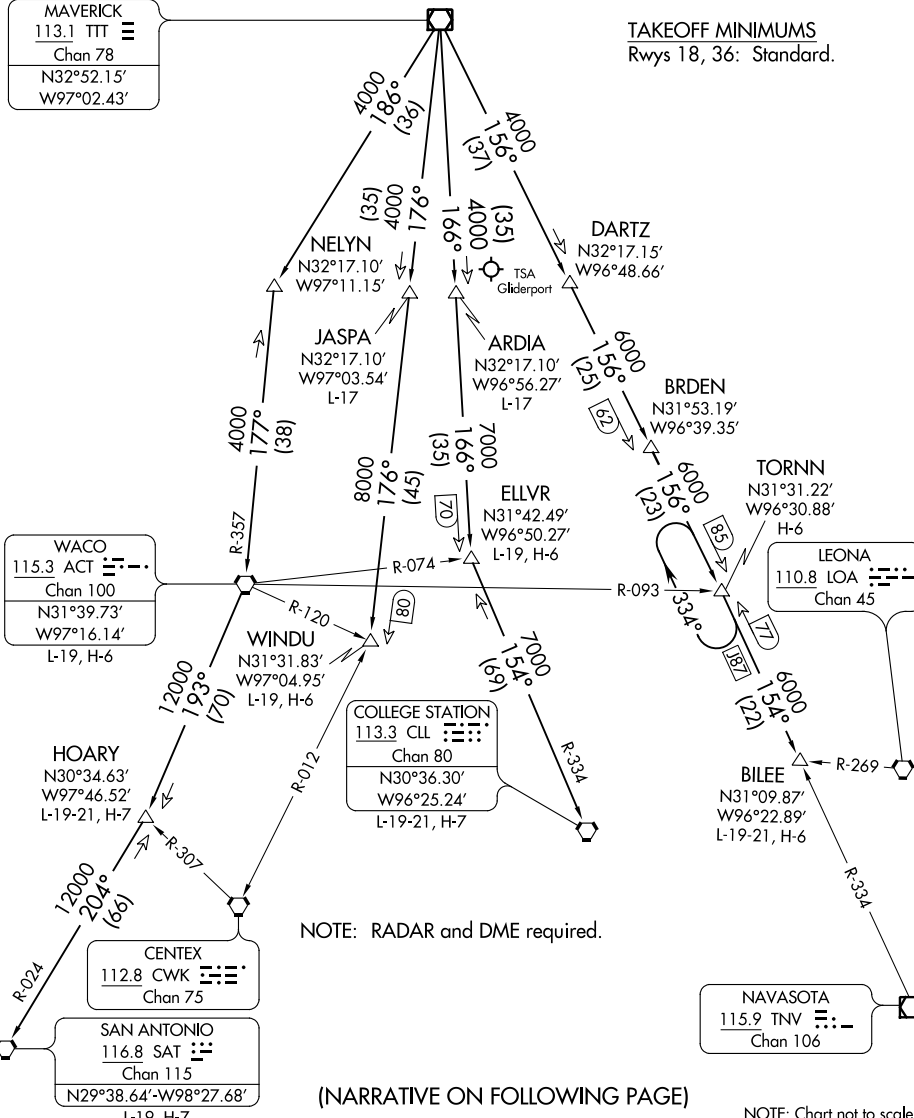 MAVERICK
113.1 TTT
Chan 78
N32°52.15'
W97°02.43'
TAKEOFF MINIMUMS
Rwys 18, 36: Standard.
4000
186°
(36)
(35)
4000
176°
166°
4000
(35)
4000
156°
(37)
NELYN
N32°17.10'
W97°11.15'
JASPA
N32°17.10'
W97°03.54'
L-17
TSA
Gliderport
ARDIA
N32°17.10'
W96°56.27'
L-17
DARTZ
N32°17.15'
W96°48.66'
6000
156°
(25)
62
BRDEN
N31°53.19'
W96°39.35'
4000
177°
(38)
R-357
8000
176°
(45)
80
7000
166°
(35)
70
ELLVR
N31°42.49'
W96°50.27'
L-19, H-6
6000
156°
(23)
85
TORNN
N31°31.22'
W96°30.88'
H-6
WACO
115.3 ACT
Chan 100
N31°39.73'
W97°16.14'
L-19, H-6
R-074
R-093
R-120
334°
77
J87
LEONA
110.8 LOA
Chan 45
WINDU
N31°31.83'
W97°04.95'
L-19, H-6
12000
193°
(70)
7000
154°
(69)
R-334
6000
154°
(22)
COLLEGE STATION
113.3 CLL
Chan 80
N30°36.30'
W96°25.24'
L-19-21, H-7
HOARY
N30°34.63'
W97°46.52'
L-19-21, H-7
R-012
R-307
BILEE
N31°09.87'
W96°22.89'
L-19-21, H-6
R-269
R-334
12000
204°
(66)
R-024
CENTEX
112.8 CWK
Chan 75
NOTE: RADAR and DME required.
SAN ANTONIO
116.8 SAT
Chan 115
N29°38.64'-W98°27.68'
L-19, H-7
NAVASOTA
115.9 TNV
Chan 106
(NARRATIVE ON FOLLOWING PAGE)
NOTE: Chart not to scale